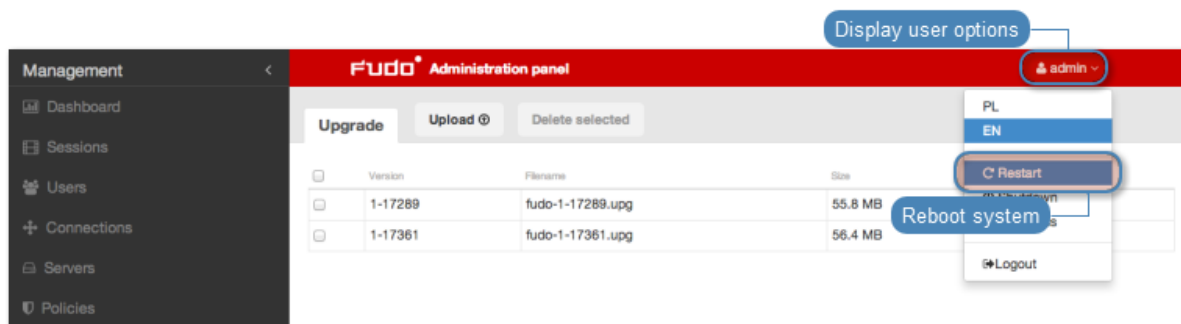 Display user options
Management
FUDO Administration panel
admin
Dashboard
PL
Upgrade
Upload
Delete selected
EN
Sessions
Version
Filename
Size
Restart
Users
1-17289
fudo-1-17289.upg
55.8 MB
Shutdown
Reboot system
Connections
1-17361
fudo-1-17361.upg
56.4 MB
Servers
Logout
Policies